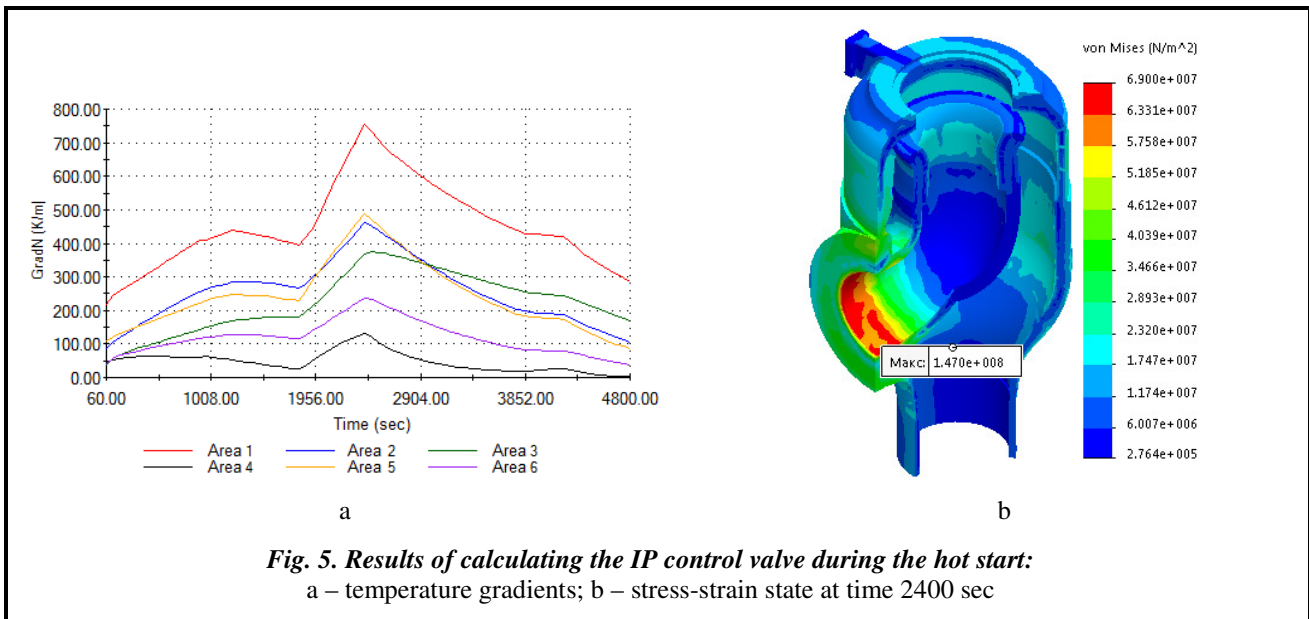 800.00
700.00
600.00
500.00
400.00
300.00
200.00
100.00
0.00
GradN (K/m)
60.00 1008.00 1956.00 2904.00 3852.00 4800.00
Time (sec)
Area 1 Area 2 Area 3
Area 4 Area 5 Area 6
a
von Mises (N/m^2)
6.900e+007
6.331e+007
5.758e+007
5.185e+007
4.612e+007
4.039e+007
3.466e+007
2.893e+007
2.320e+007
1.747e+007
1.174e+007
6.007e+006
2.764e+005
Макс: 1.470e+008
b
Fig. 5. Results of calculating the IP control valve during the hot start:
a – temperature gradients; b – stress-strain state at time 2400 sec